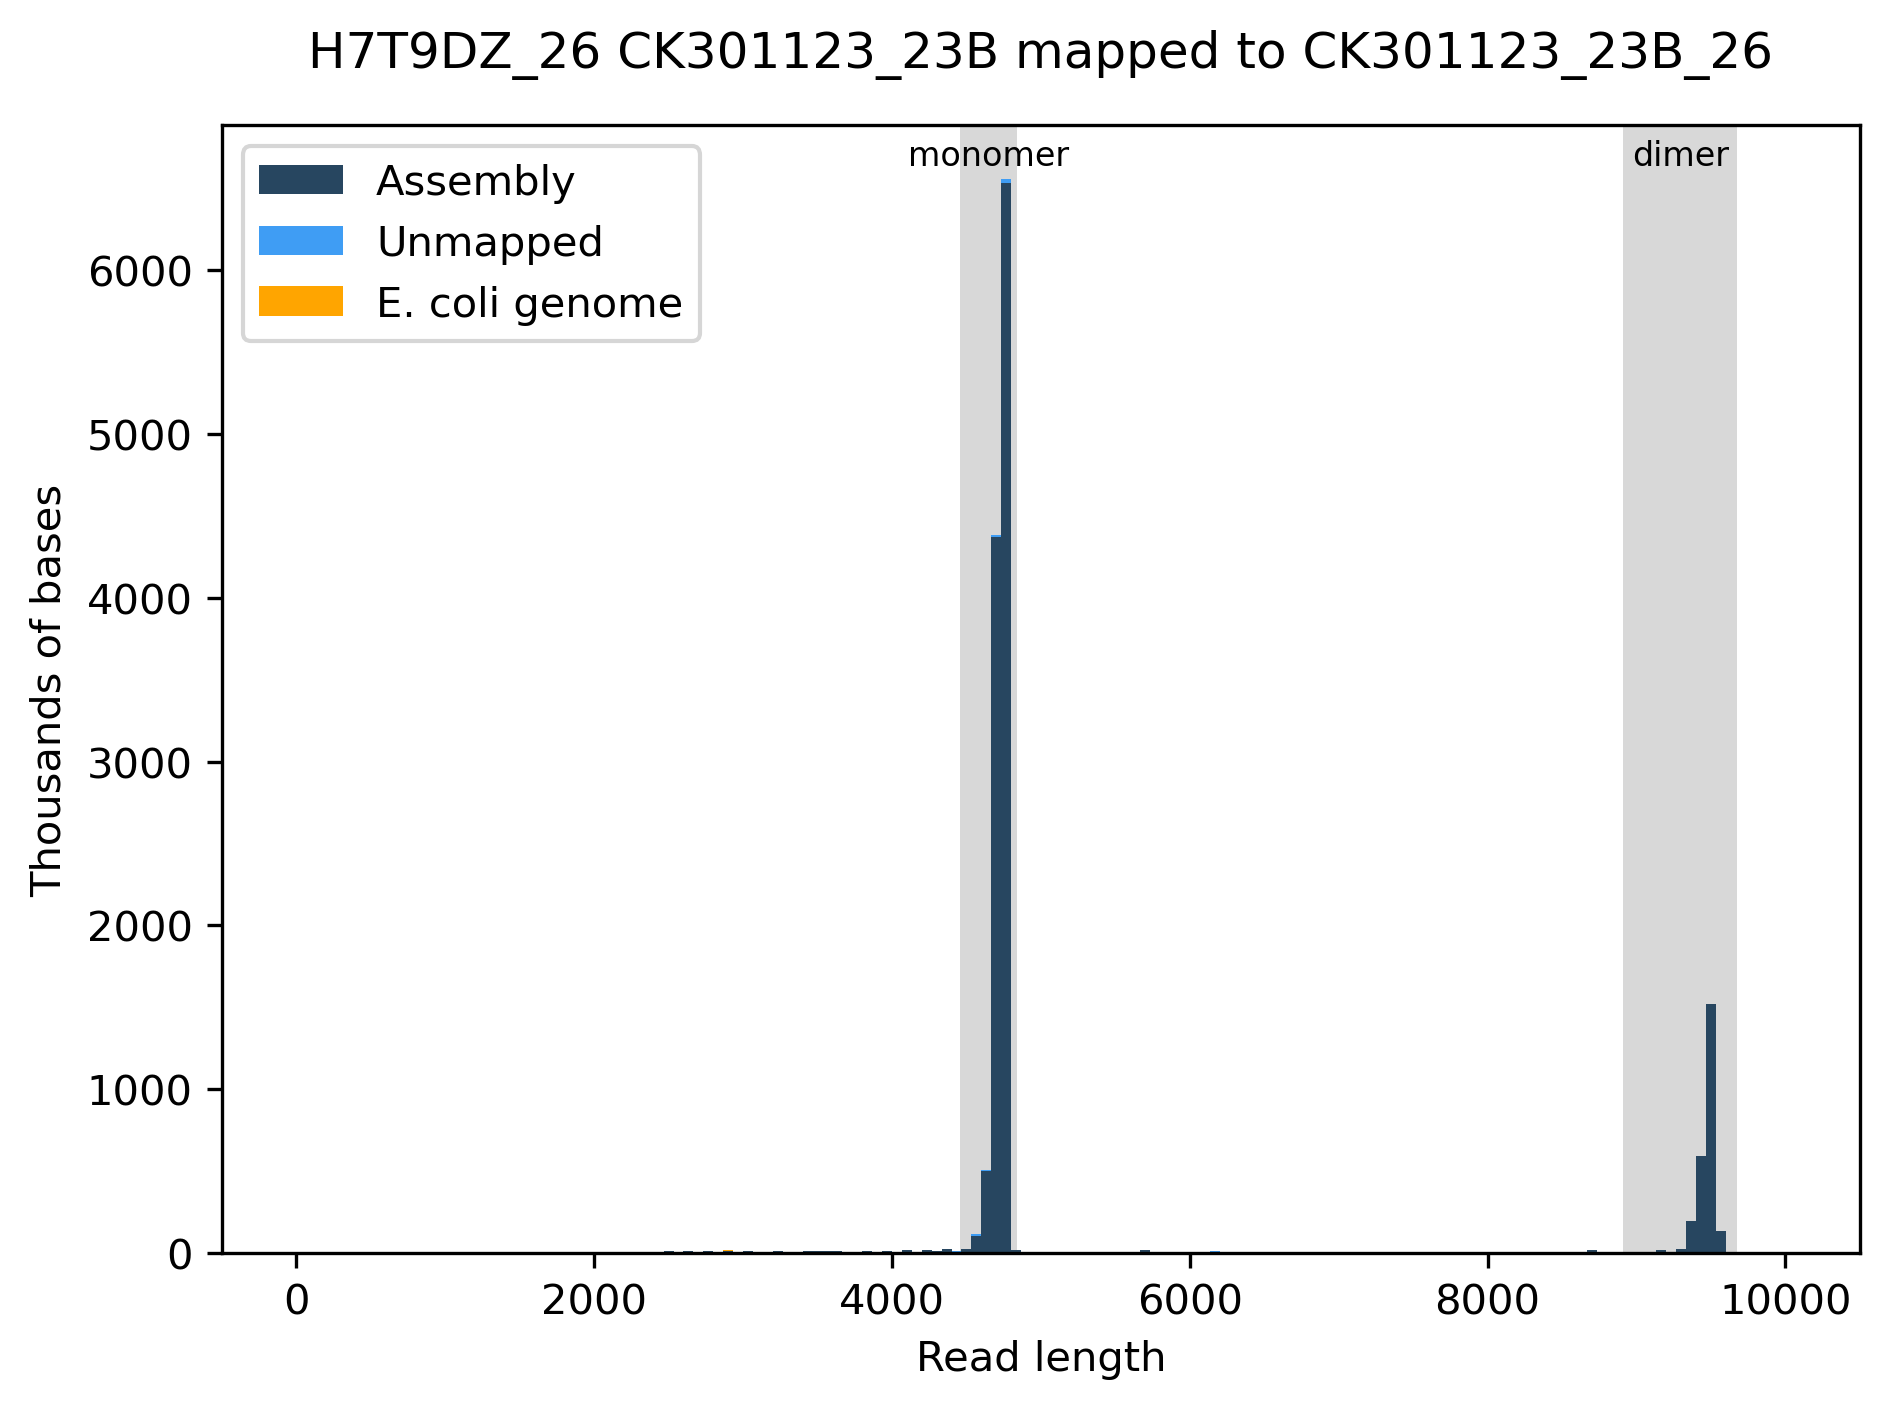 H7T9DZ_26 CK301123_23B mapped to CK301123_23B_26
Assembly
Unmapped
E. coli genome
monomer
dimer
Thousands of bases
6000
5000
4000
3000
2000
1000
0
0
2000
4000
6000
8000
10000
Read length